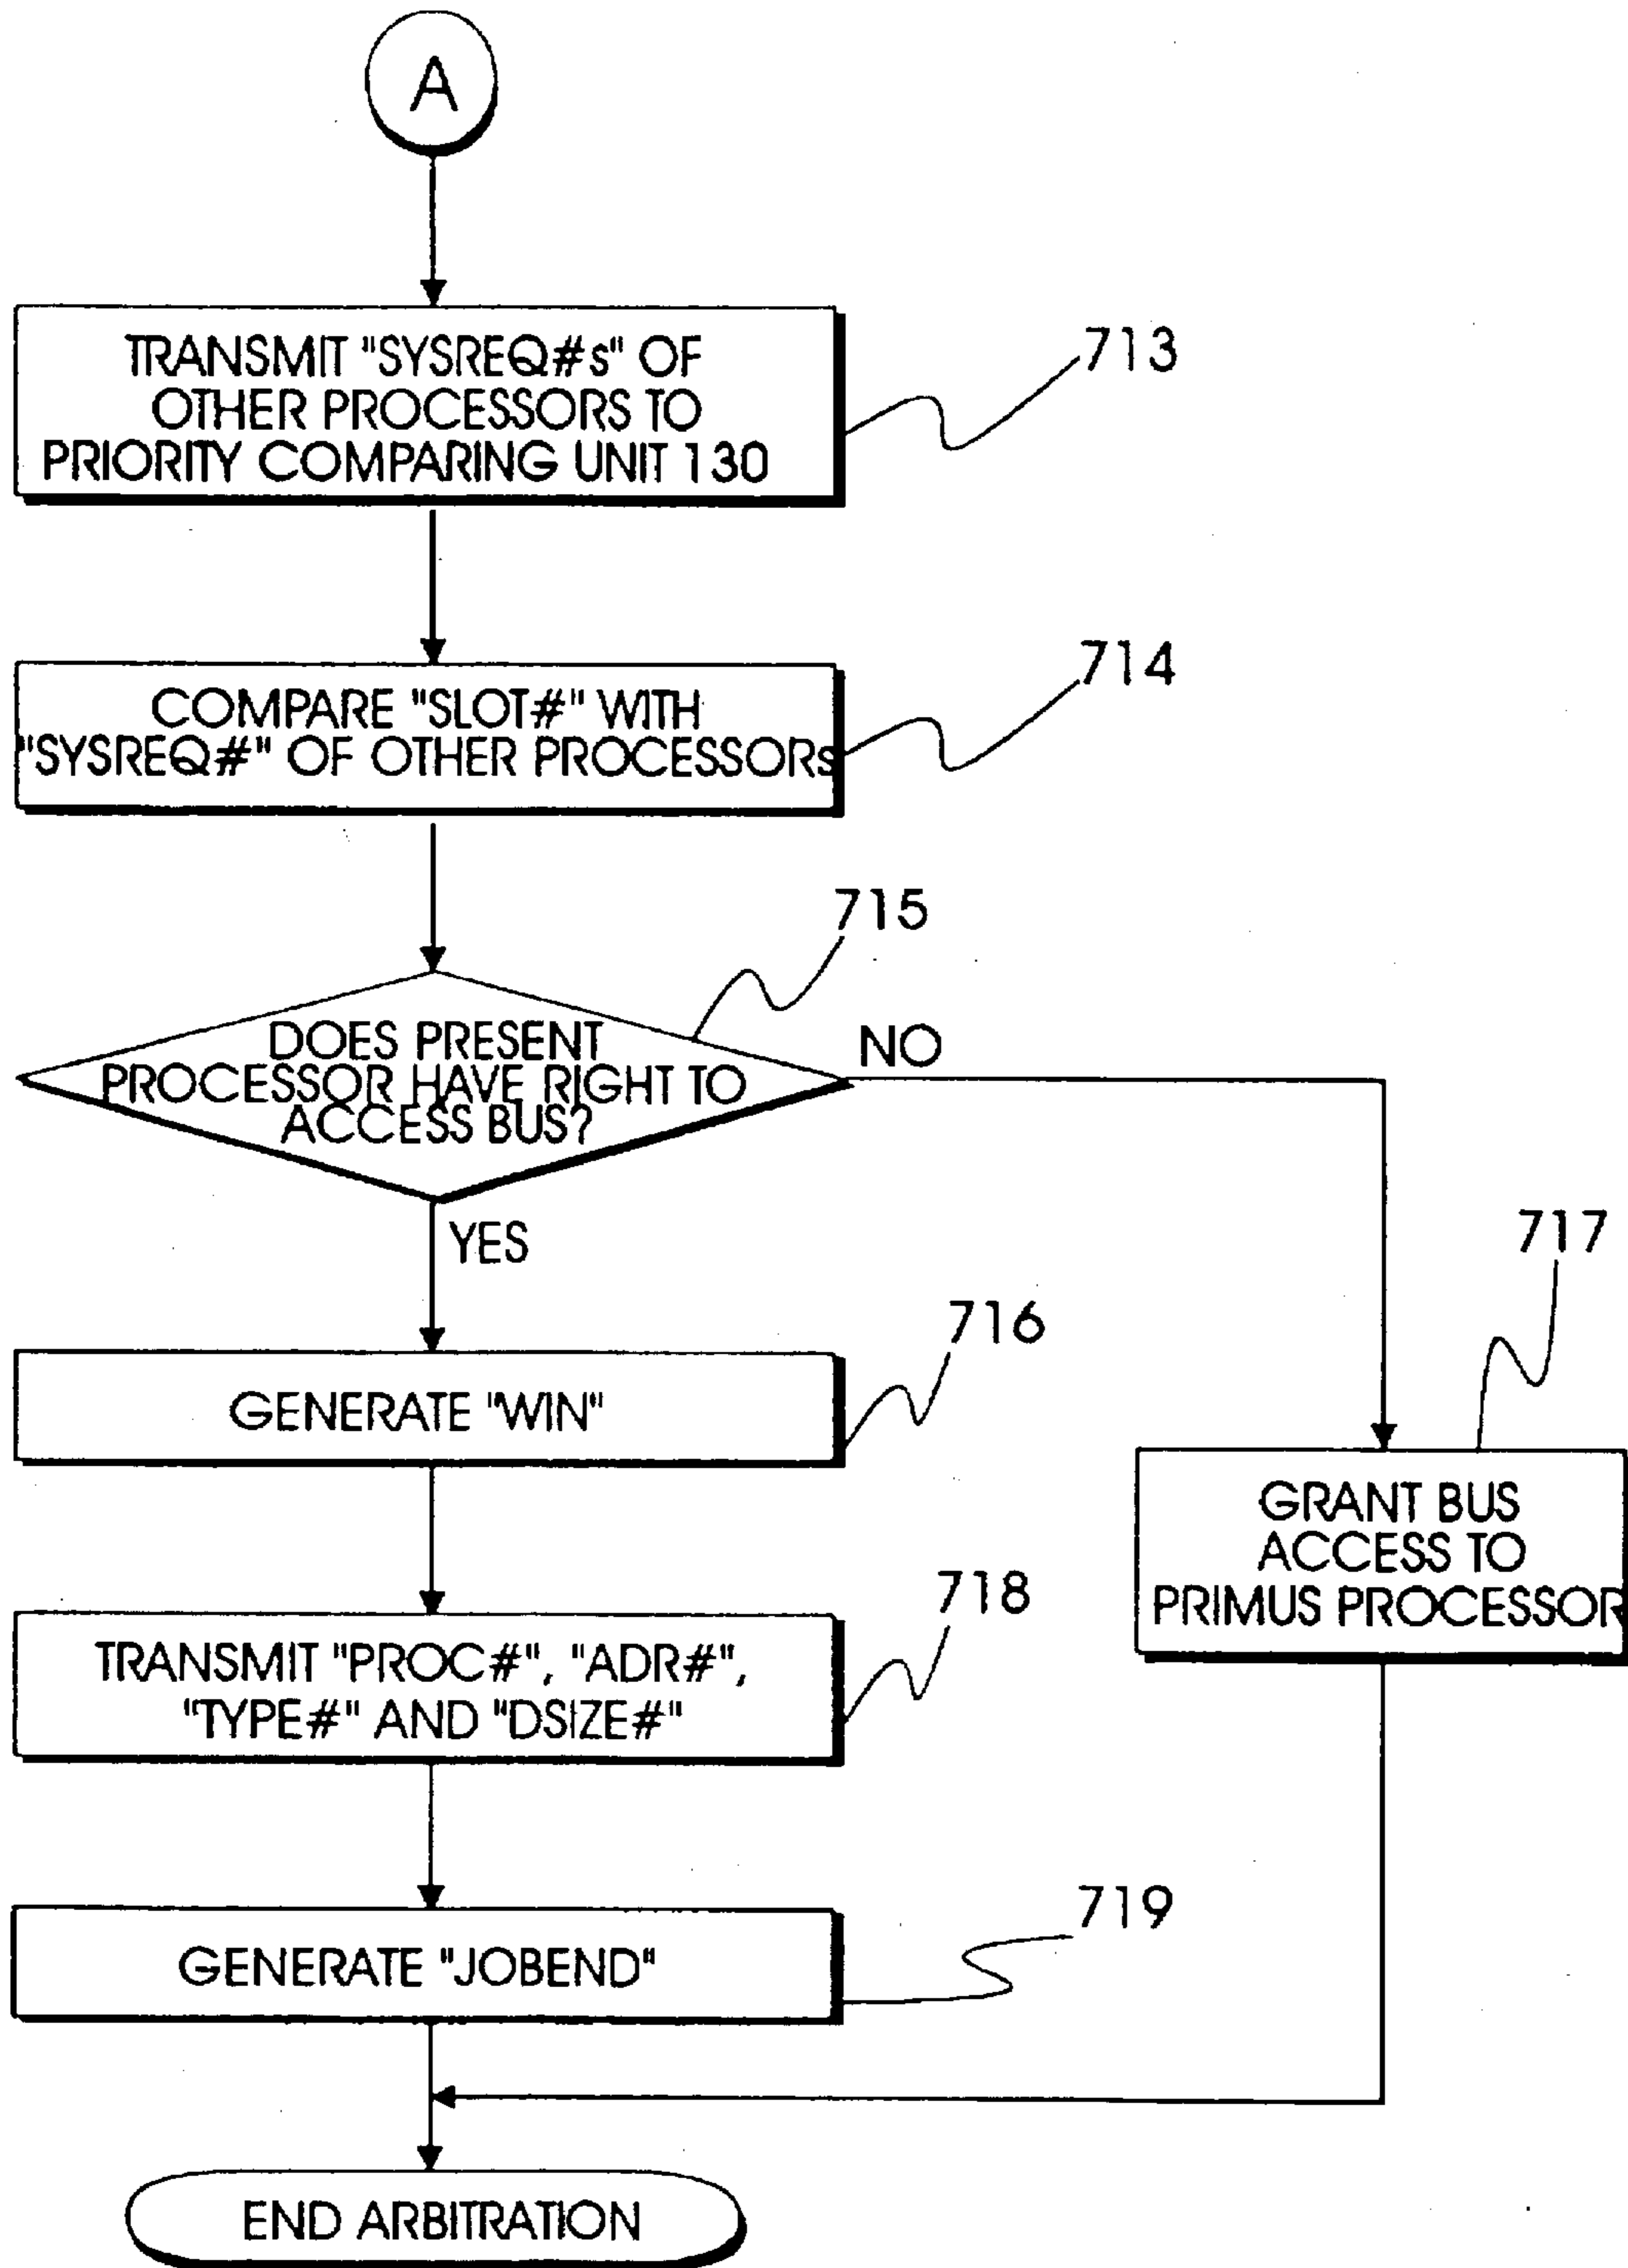 A
TRANSMIT "SYSREQ#s" OF
OTHER PROCESSORS TO
PRIORITY COMPARING UNIT 130
713
COMPARE "SLOT#" WITH
"SYSREQ#" OF OTHER PROCESSORs
714
715
DOES PRESENT
PROCESSOR HAVE RIGHT TO
ACCESS BUS?
NO
YES
716
GENERATE "WIN"
717
GRANT BUS
ACCESS TO
PRIMUS PROCESSOR
718
TRANSMIT "PROC#", "ADR#",
"TYPE#" AND "DSIZE#"
719
GENERATE "JOBEND"
END ARBITRATION